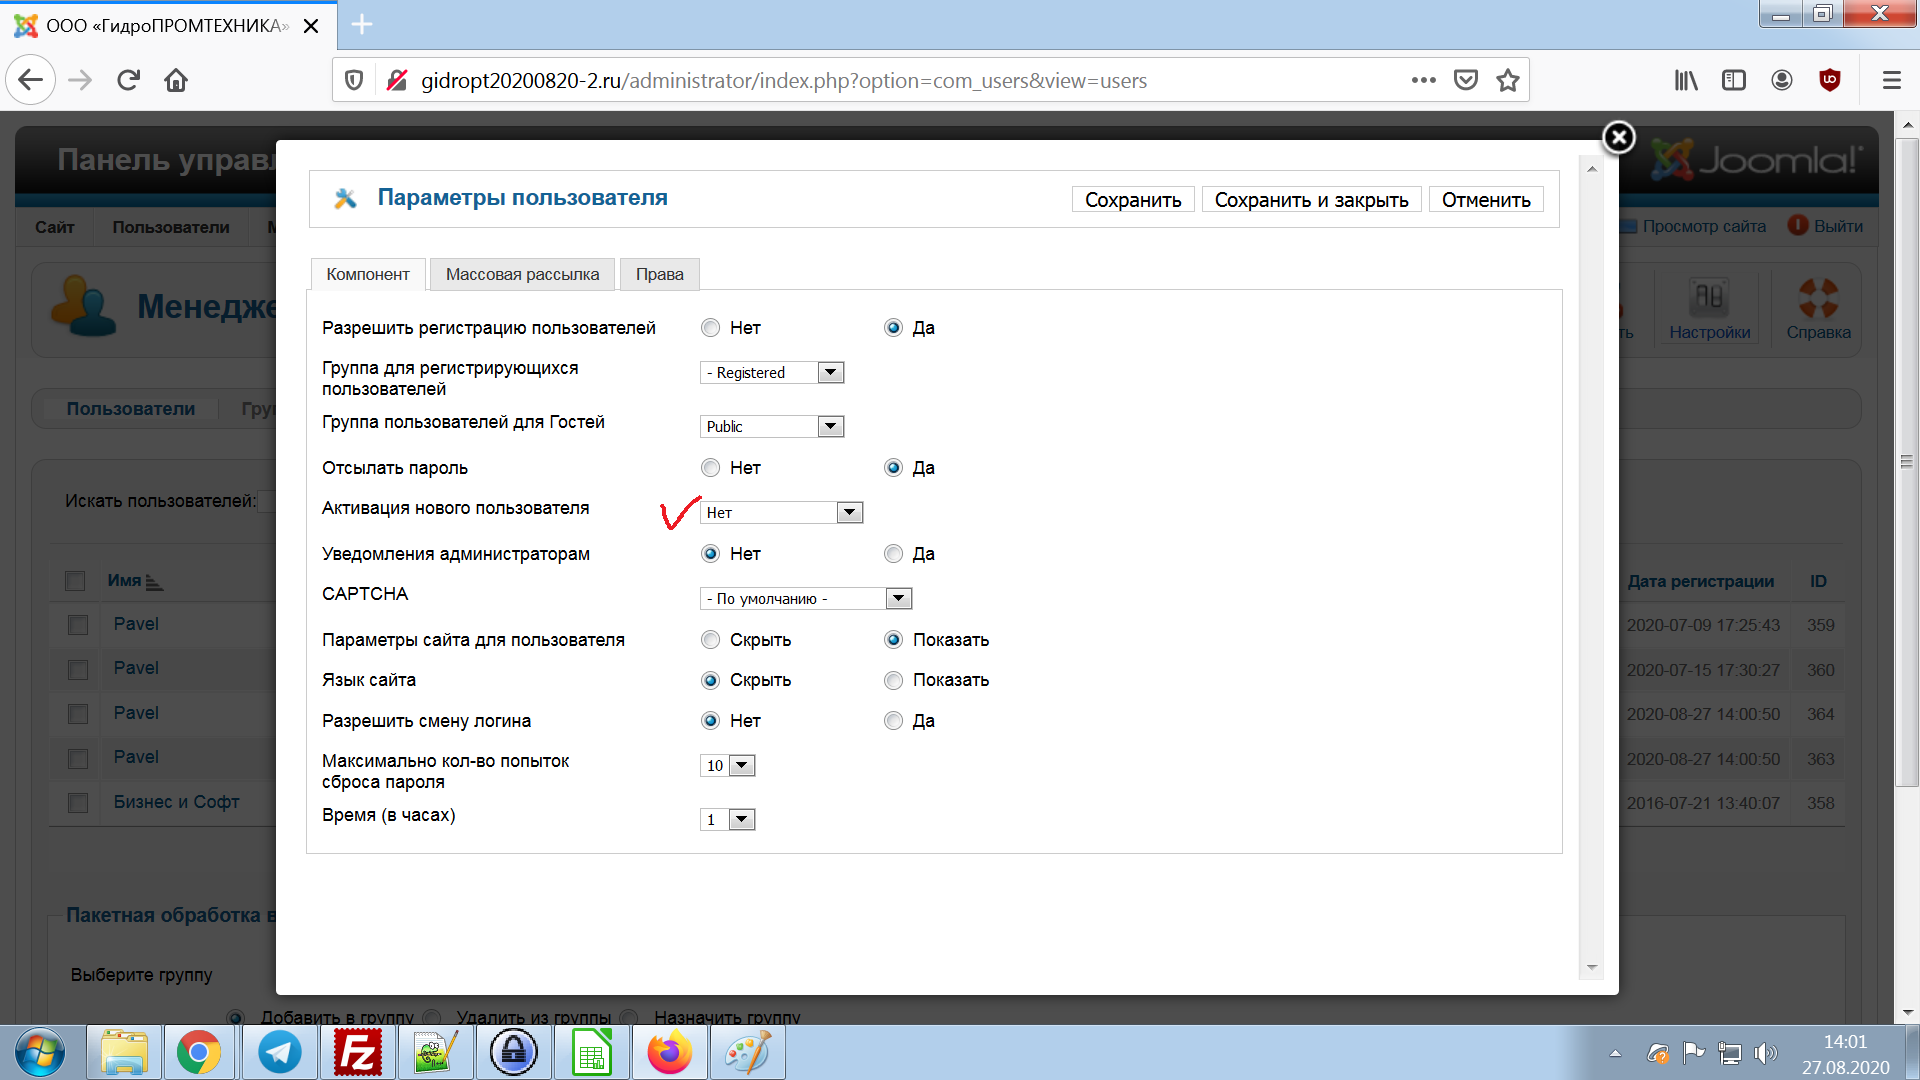 ООО «ГидроПРОМТЕХНИКА»
gidropt20200820-2.ru/administrator/index.php?option=com_users&view=users
Панель управл
Joomla!
Параметры пользователя
Сохранить
Сохранить и закрыть
Отменить
Сайт
Пользователи
Просмотр сайта
Выйти
Компонент
Массовая рассылка
Права
Менедже
Настройки
Справка
Разрешить регистрацию пользователей
Нет
Да
Группа для регистрирующихся
пользователей
- Registered
Пользователи
Гру
Группа пользователей для Гостей
Public
Отсылать пароль
Нет
Да
Искать пользователей:
Активация нового пользователя
Нет
Уведомления администраторам
Нет
Да
Имя
Дата регистрации
ID
CAPTCHA
- По умолчанию -
Pavel
2020-07-09 17:25:43
359
Параметры сайта для пользователя
Скрыть
Показать
Pavel
2020-07-15 17:30:27
360
Язык сайта
Скрыть
Показать
Pavel
2020-08-27 14:00:50
364
Разрешить смену логина
Нет
Да
Pavel
2020-08-27 14:00:50
363
Максимально кол-во попыток
сброса пароля
10
Бизнес и Софт
2016-07-21 13:40:07
358
Время (в часах)
1
Пакетная обработка в
Выберите группу
Добавить в группу
Удалить из группы
Назначить группу
14:01
27.08.2020